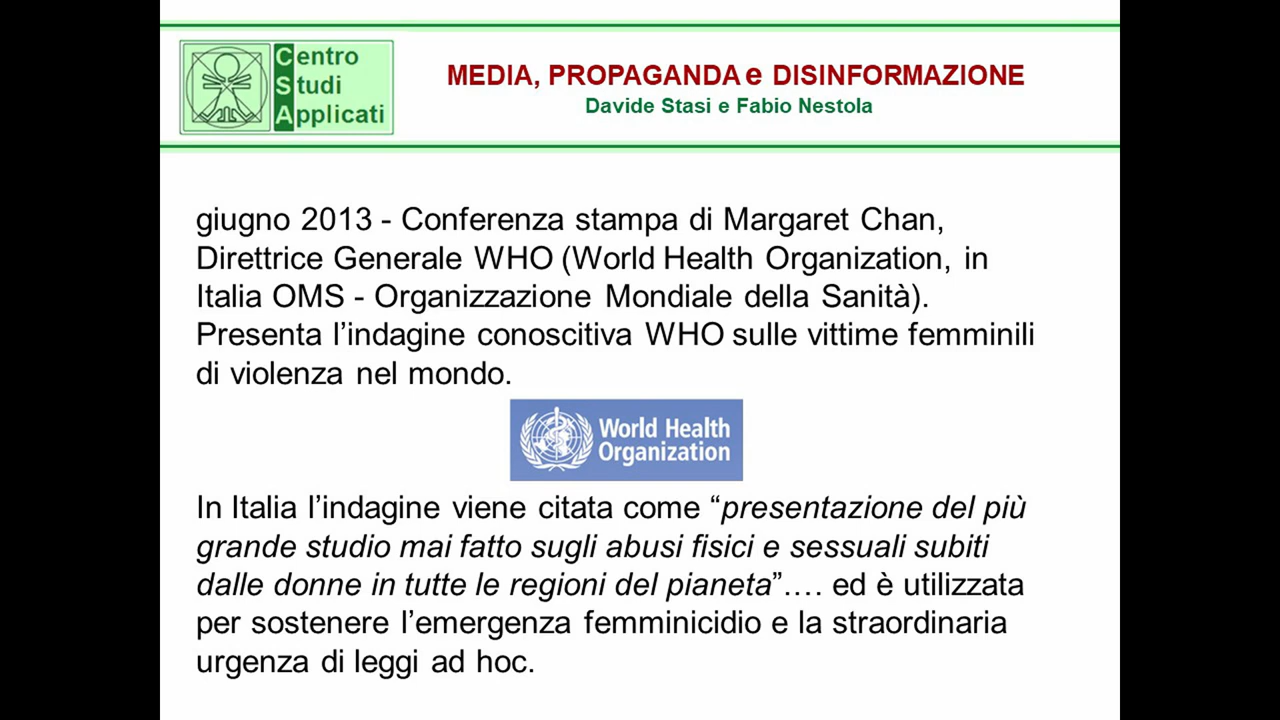 Centro
Studi
Applicati
MEDIA, PROPAGANDA e DISINFORMAZIONE
Davide Stasi e Fabio Nestola
giugno 2013 - Conferenza stampa di Margaret Chan,
Direttrice Generale WHO (World Health Organization, in
Italia OMS - Organizzazione Mondiale della Sanità).
Presenta l’indagine conoscitiva WHO sulle vittime femminili
di violenza nel mondo.
World Health
Organization
In Italia l’indagine viene citata come “presentazione del più
grande studio mai fatto sugli abusi fisici e sessuali subiti
dalle donne in tutte le regioni del pianeta”.… ed è utilizzata
per sostenere l’emergenza femminicidio e la straordinaria
urgenza di leggi ad hoc.